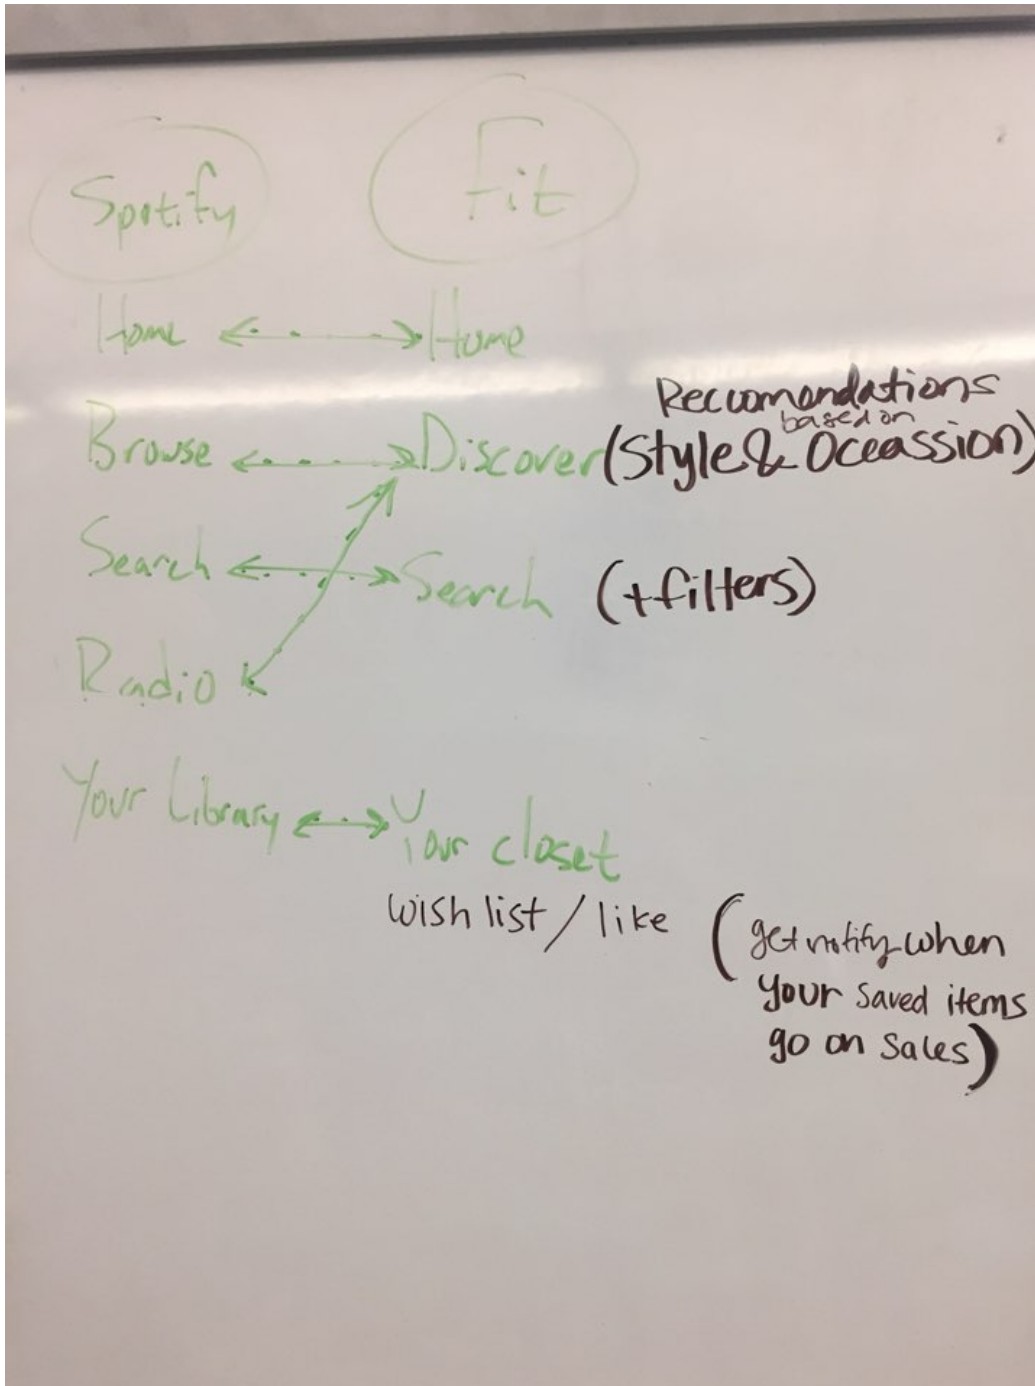 Spotify Fit
Home Home
Reccomendations
based on
Browse Discover (Style & Oceassion)
Search Search (+filters)
Radio
Your Library Your closet
wish list / like (get notify when
your saved items
go on sales)